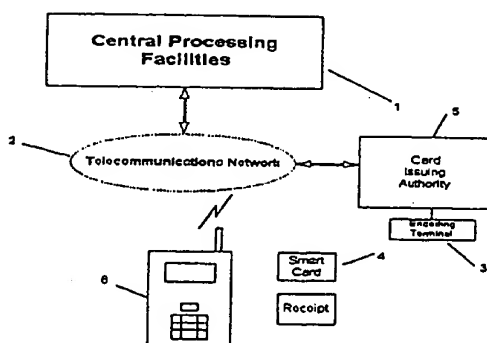 Central Processing
Facilities
1
5
2
Telecommunications Network
Card
Issuing
Authority
Encoding
Terminal
Smart
Card
4
3
6
Receipt